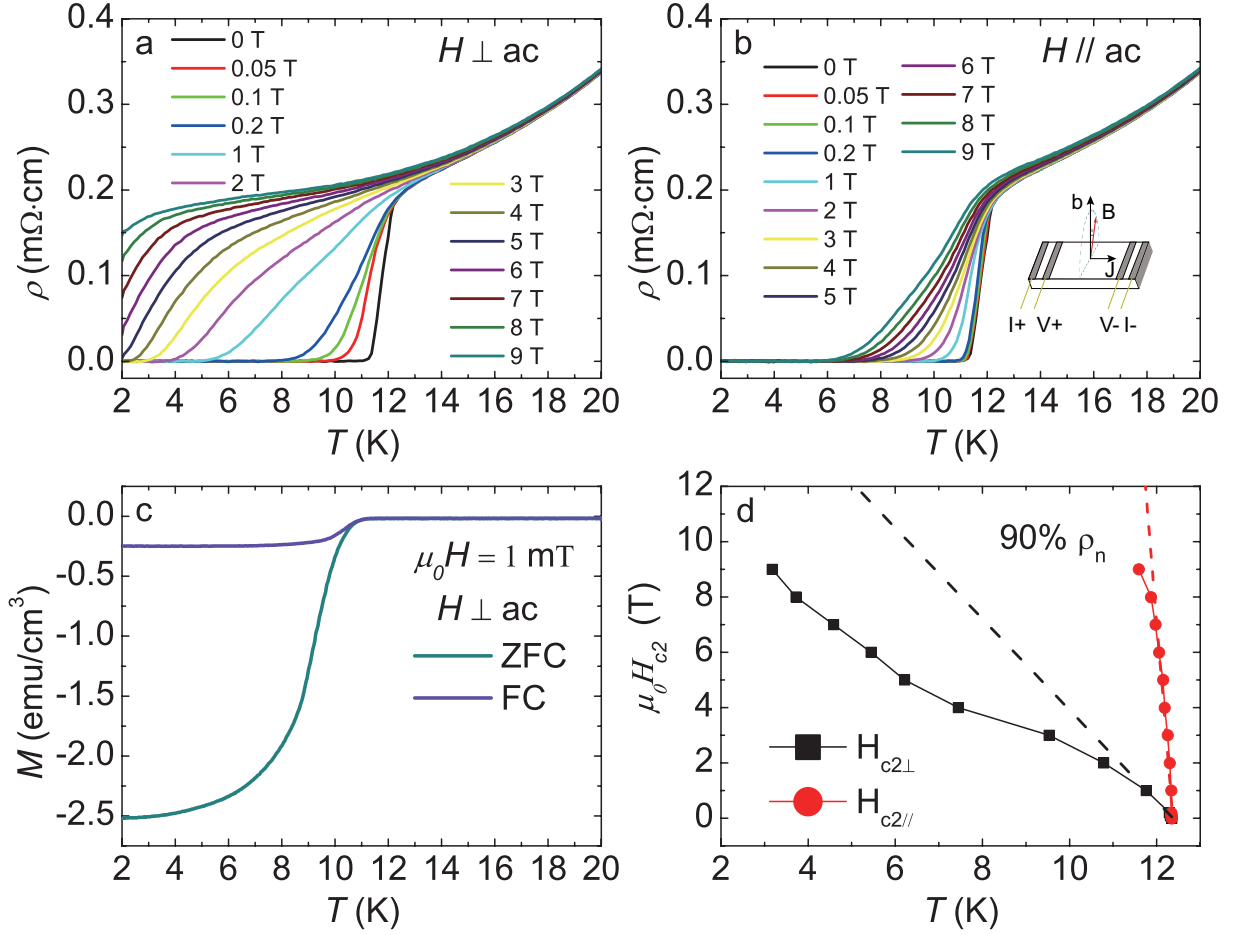 a
H ⊥ ac
0 T
0.05 T
0.1 T
0.2 T
1 T
2 T
3 T
4 T
5 T
6 T
7 T
8 T
9 T
0.4
0.3
0.2
0.1
0.0
ρ (mΩ·cm)
2 4 6 8 10 12 14 16 18 20
T (K)
b
H // ac
0 T
0.05 T
0.1 T
0.2 T
1 T
2 T
3 T
4 T
5 T
6 T
7 T
8 T
9 T
b
B
J
I+ V+ V- I-
0.4
0.3
0.2
0.1
0.0
ρ (mΩ·cm)
2 4 6 8 10 12 14 16 18 20
T (K)
c
μ0H = 1 mT
H ⊥ ac
ZFC
FC
0.0
-0.5
-1.0
-1.5
-2.0
-2.5
M (emu/cm3)
2 4 6 8 10 12 14 16 18 20
T (K)
d
90% ρn
Hc2⊥
Hc2//
12
10
8
6
4
2
0
μ0Hc2 (T)
2 4 6 8 10 12
T (K)